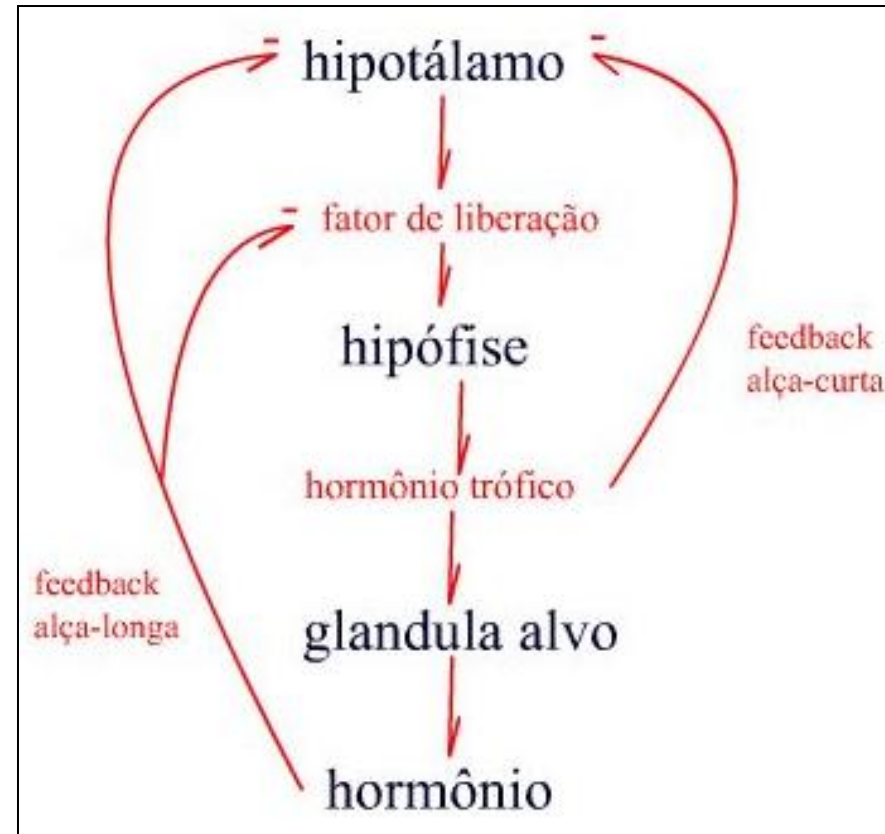 hipotálamo
fator de liberação
hipófise
feedback
alça-curta
hormônio trófico
feedback
alça-longa
glandula alvo
hormônio